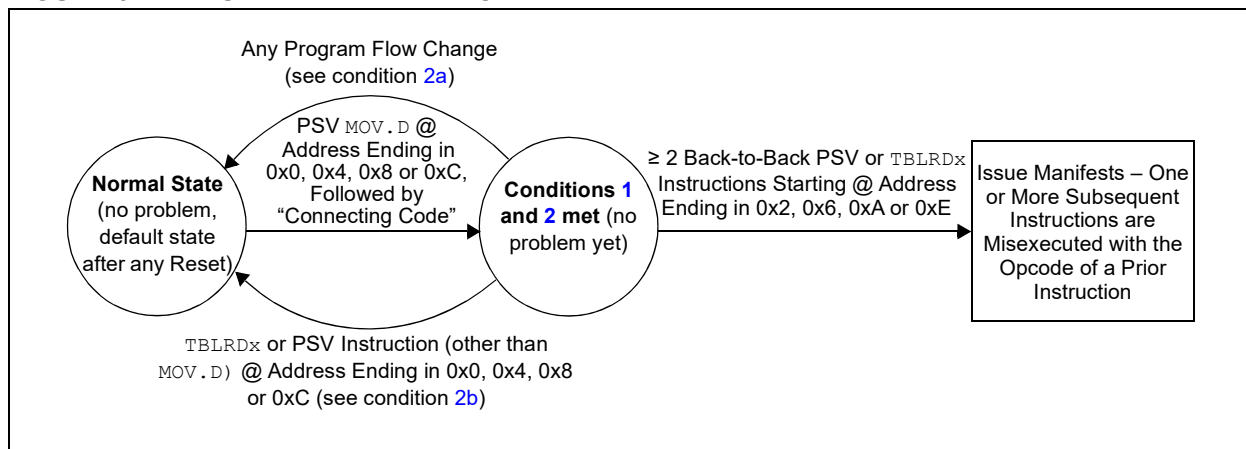 Any Program Flow Change
(see condition 2a)
PSV MOV.D @
Address Ending in
0x0, 0x4, 0x8 or 0xC,
Followed by
“Connecting Code”
Normal State
(no problem,
default state
after any Reset)
Conditions 1
and 2 met (no
problem yet)
≥ 2 Back-to-Back PSV or TBLRDx
Instructions Starting @ Address
Ending in 0x2, 0x6, 0xA or 0xE
Issue Manifests – One
or More Subsequent
Instructions are
Misexecuted with the
Opcode of a Prior
Instruction
TBLRDx or PSV Instruction (other than
MOV.D) @ Address Ending in 0x0, 0x4, 0x8
or 0xC (see condition 2b)